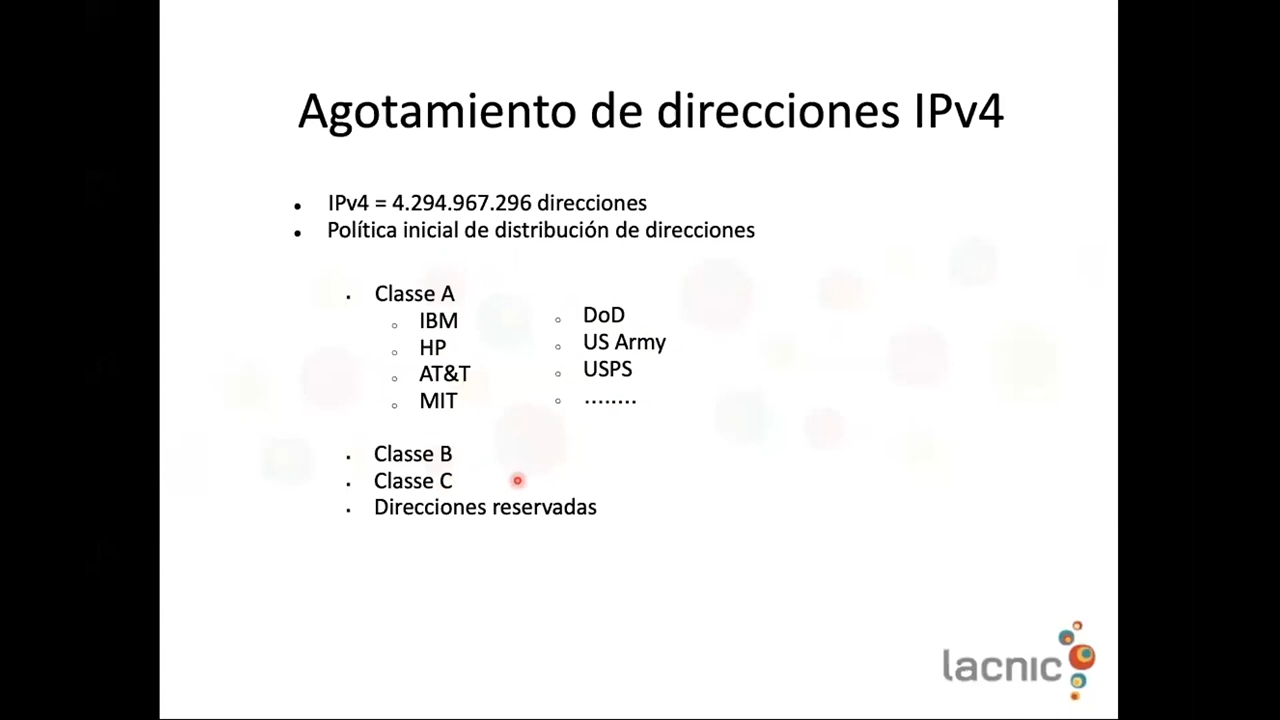 Agotamiento de direcciones IPv4
• IPv4 = 4.294.967.296 direcciones
• Política inicial de distribución de direcciones
▪ Classe A
○ IBM
○ HP
○ AT&T
○ MIT
○ DoD
○ US Army
○ USPS
○ ........
▪ Classe B
▪ Classe C
▪ Direcciones reservadas
lacnic